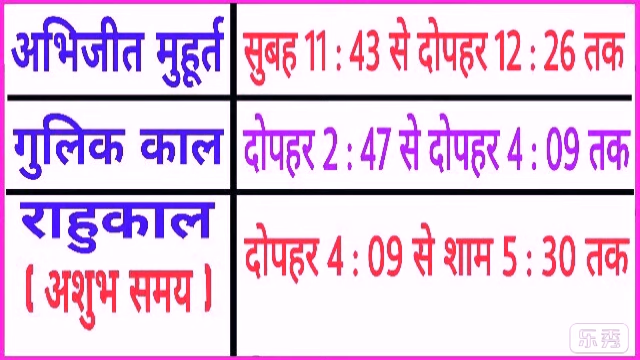 अभिजीत मुहूर्त सुबह 11 : 43 से दोपहर 12 : 26 तक
गुलिक काल दोपहर 2 : 47 से दोपहर 4 : 09 तक
राहुकाल
( अशुभ समय ) दोपहर 4 : 09 से शाम 5 : 30 तक
乐秀